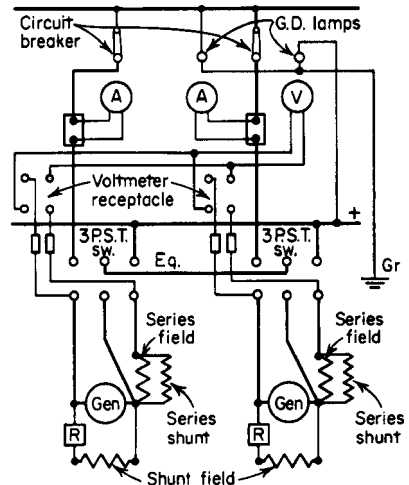 Circuit
breaker
G.D. lamps
A
A
V
Voltmeter
receptacle
+
3P.S.T.
sw.
Eq.
3P.S.T.
sw.
Gr
Series
field
Series
field
Gen
Series
shunt
Gen
Series
shunt
R
R
Shunt field